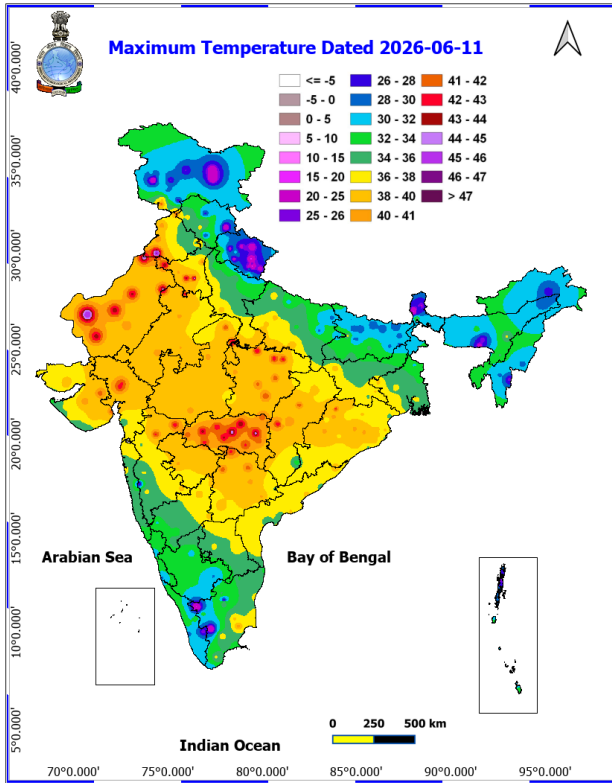 Maximum Temperature Dated 2026-06-11
<= -5
-5 - 0
0 - 5
5 - 10
10 - 15
15 - 20
20 - 25
25 - 26
26 - 28
28 - 30
30 - 32
32 - 34
34 - 36
36 - 38
38 - 40
40 - 41
41 - 42
42 - 43
43 - 44
44 - 45
45 - 46
46 - 47
> 47
40°0.000'
35°0.000'
30°0.000'
25°0.000'
20°0.000'
15°0.000'
10°0.000'
5°0.000'
Arabian Sea
Bay of Bengal
Indian Ocean
0 250 500 km
70°0.000' 75°0.000' 80°0.000' 85°0.000' 90°0.000' 95°0.000'